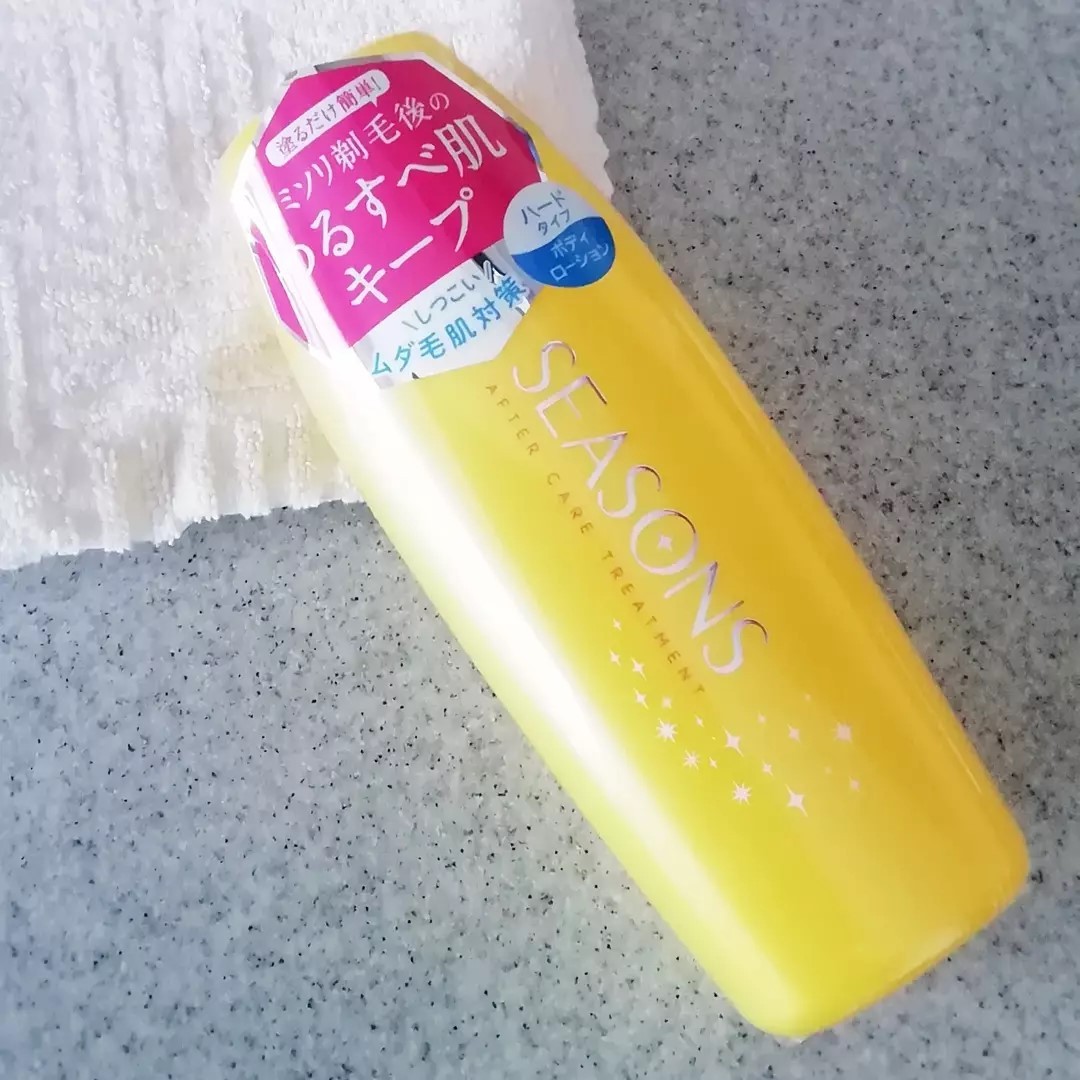 塗るだけ簡単!
ミソリ剃毛後の
るすべ肌
キープ
ハード
タイプ
ボディ
ローション
\しつこい/
ムダ毛肌対策
SEASONS
AFTER CARE TREATMENT